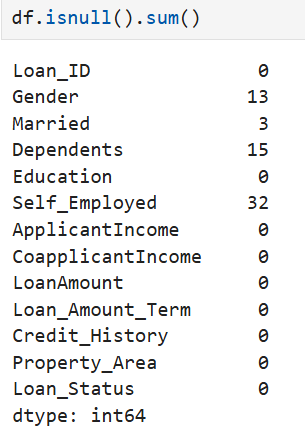 df.isnull().sum()
Loan_ID 0
Gender 13
Married 3
Dependents 15
Education 0
Self_Employed 32
ApplicantIncome 0
CoapplicantIncome 0
LoanAmount 0
Loan_Amount_Term 0
Credit_History 0
Property_Area 0
Loan_Status 0
dtype: int64